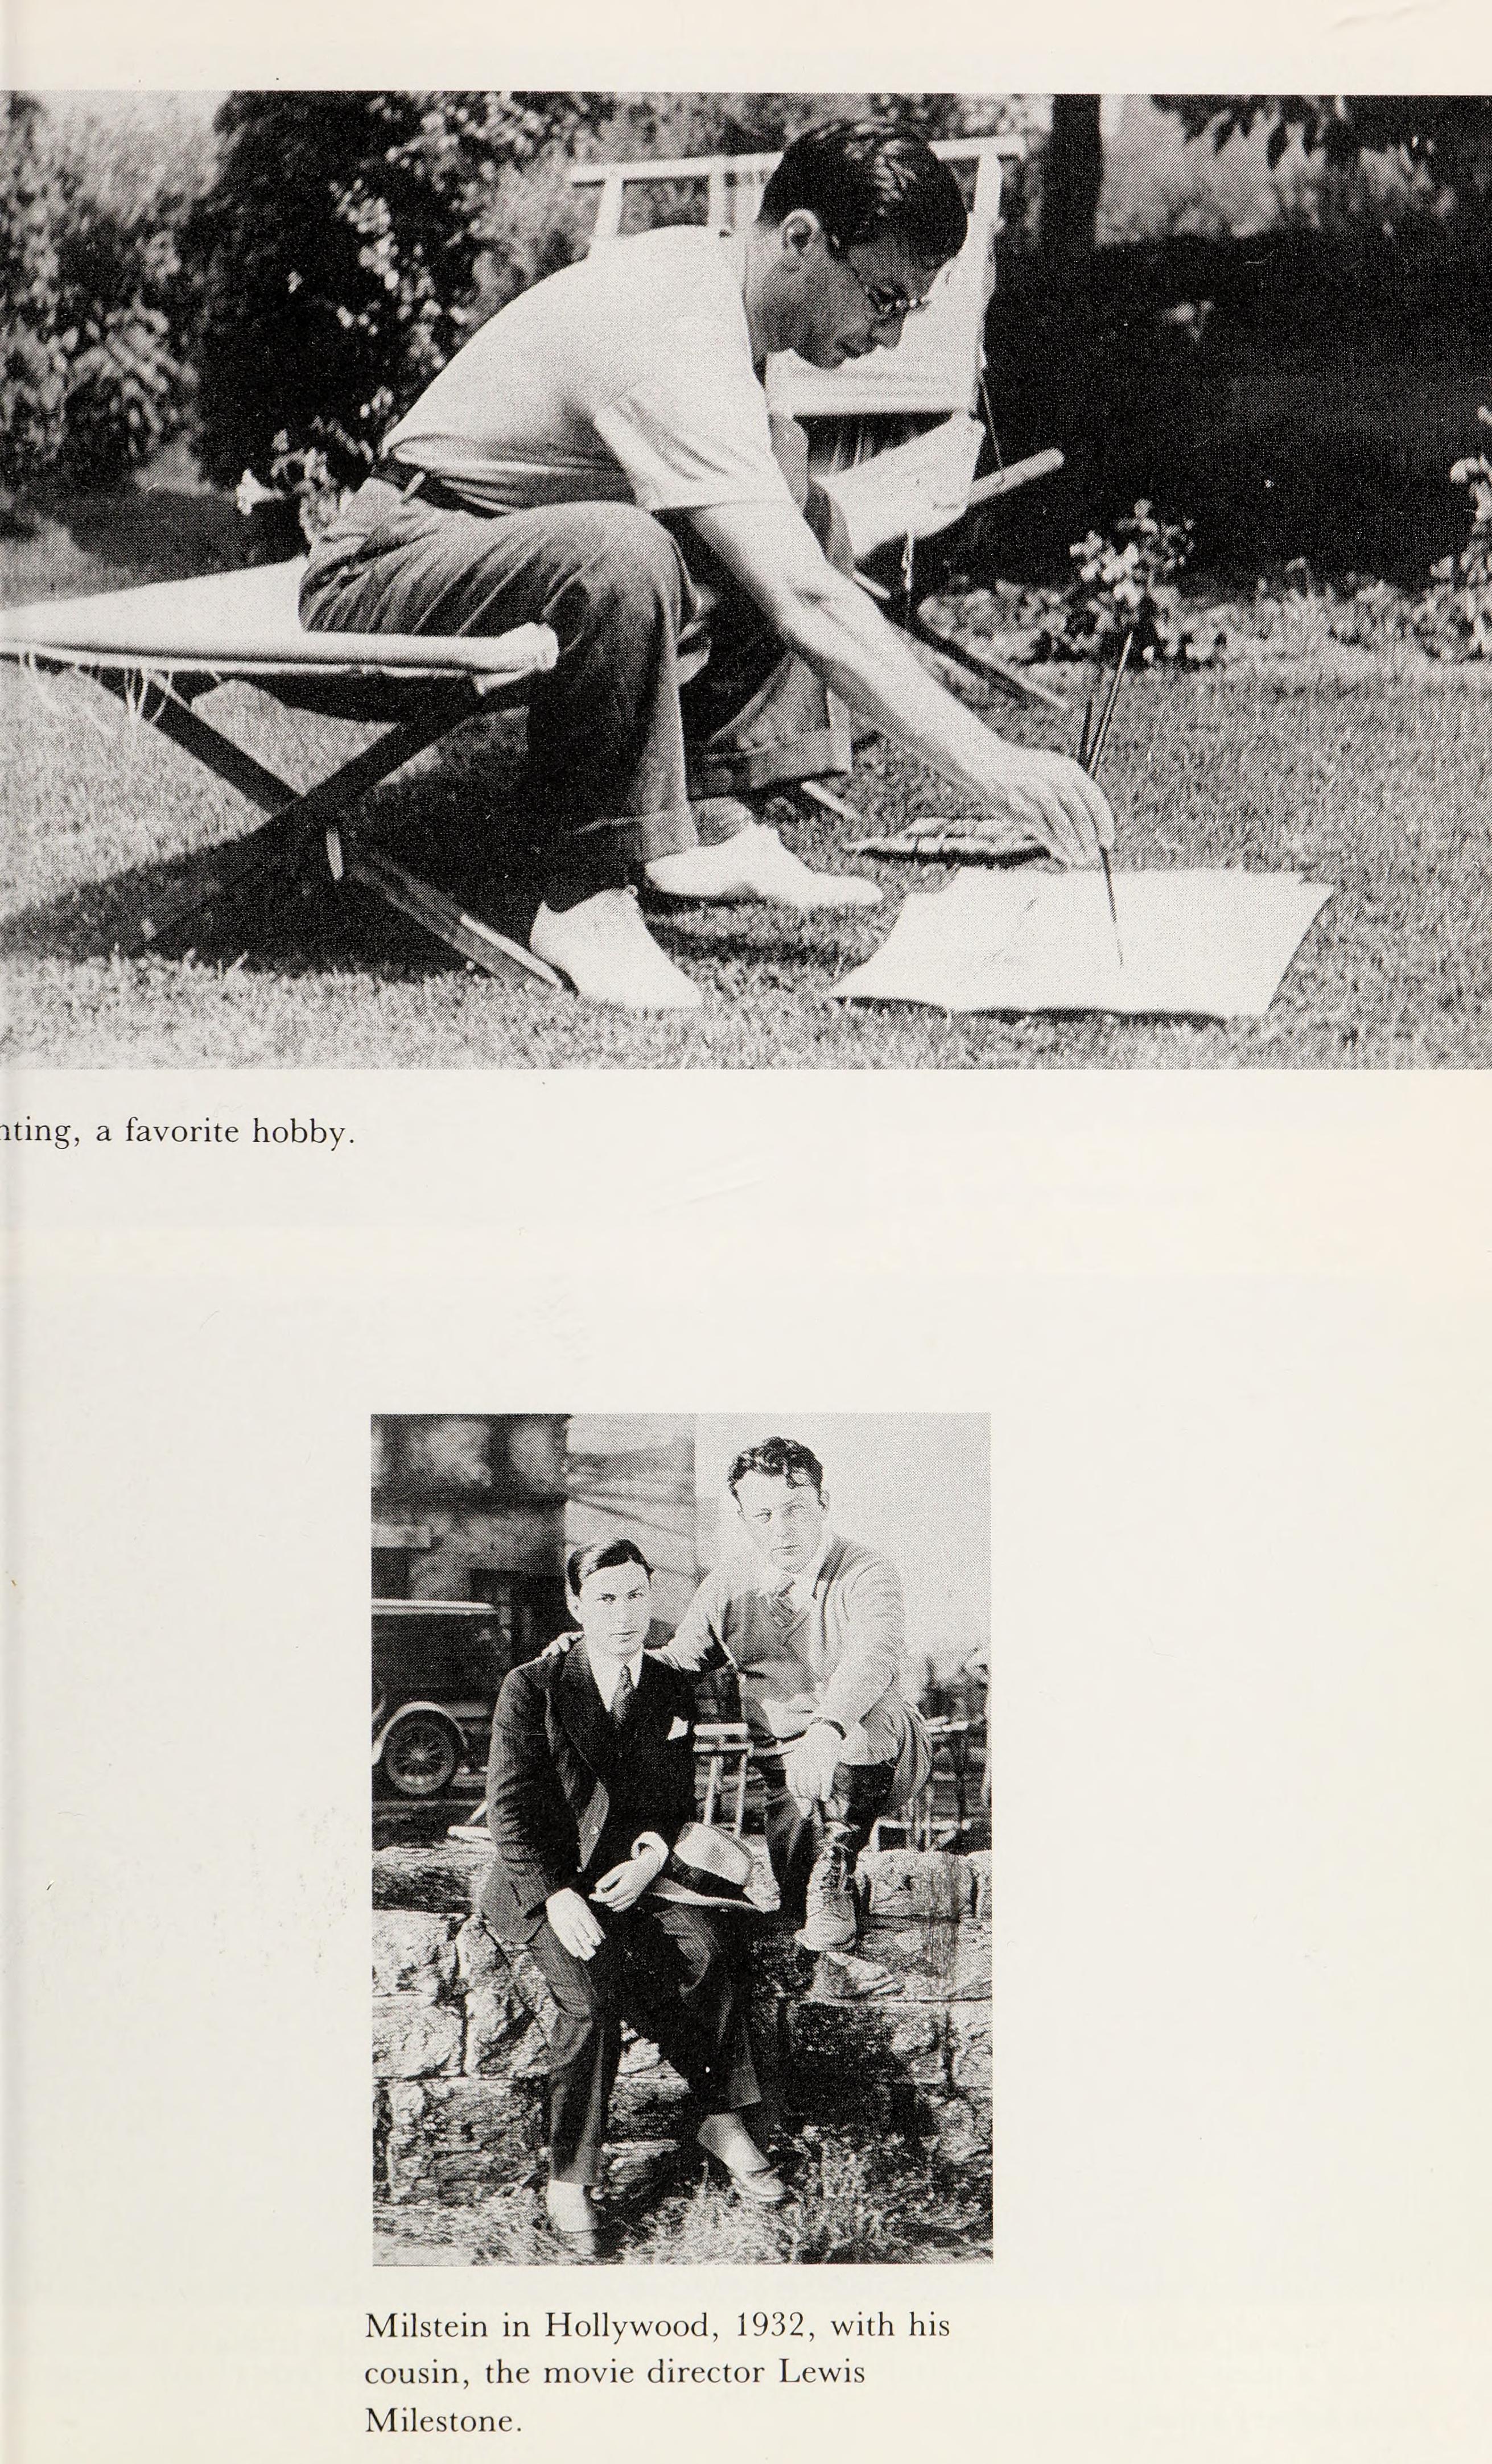 nting, a favorite hobby.
Milstein in Hollywood, 1932, with his
cousin, the movie director Lewis
Milestone.